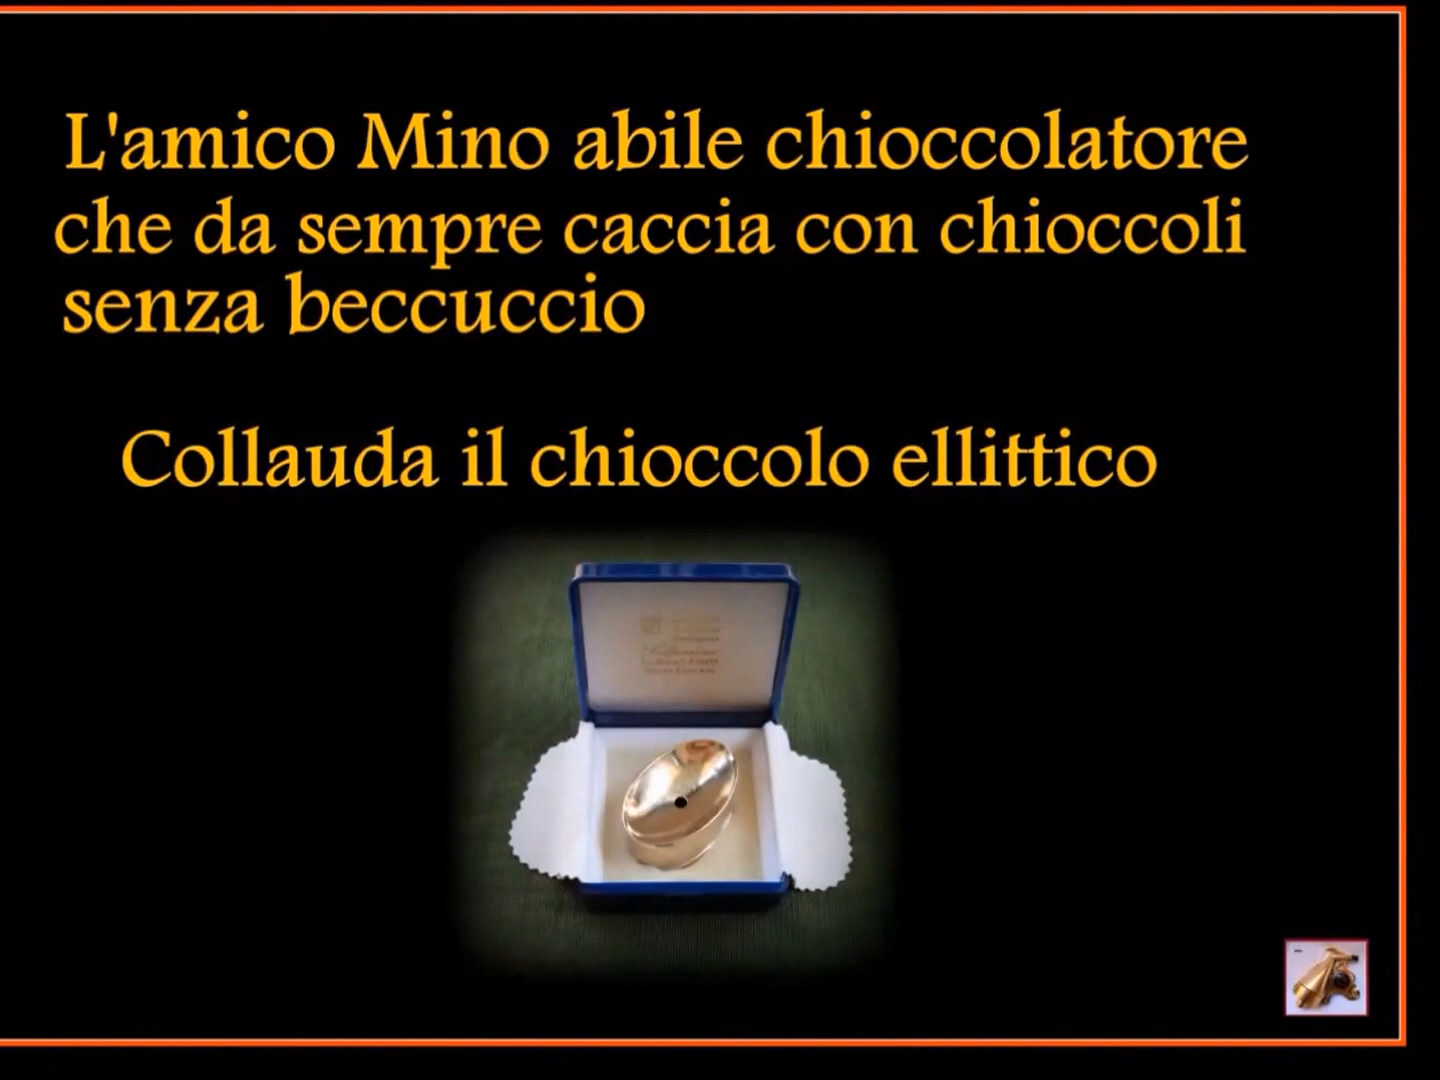 L'amico Mino abile chioccolatore
che da sempre caccia con chioccoli
senza beccuccio
Collauda il chioccolo ellittico